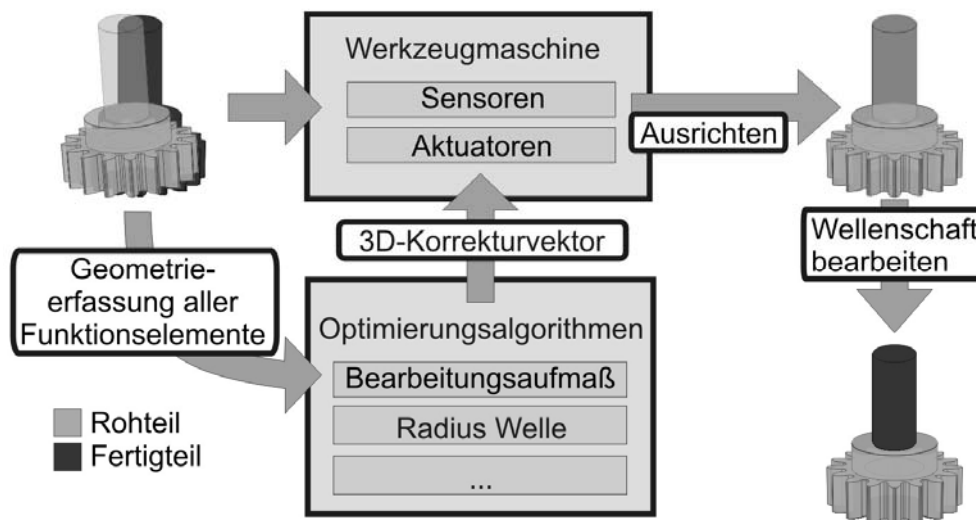 Werkzeugmaschine
Sensoren
Aktuatoren
Ausrichten
3D-Korrekturvektor
Wellenschaft
bearbeiten
Geometrie-
erfassung aller
Funktionselemente
Optimierungsalgorithmen
Bearbeitungsaufmaß
Radius Welle
...
Rohteil
Fertigteil